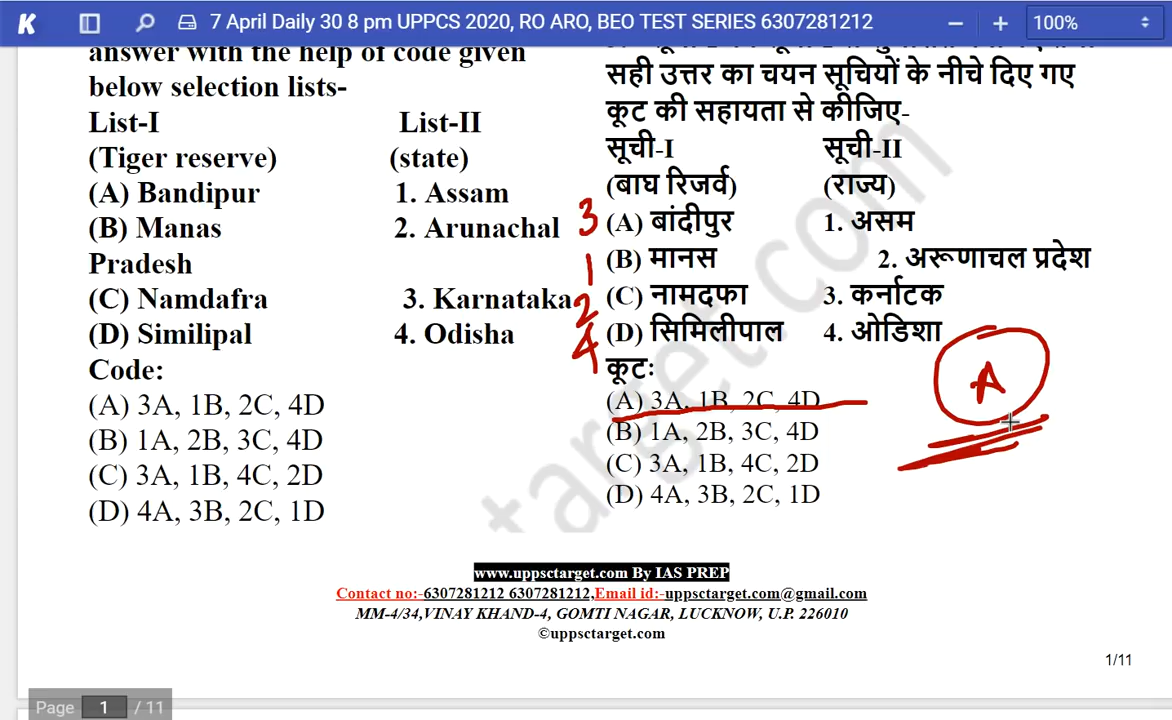 7 April Daily 30 8 pm UPPCS 2020, RO ARO, BEO TEST SERIES 6307281212
100%
answer with the help of code given
below selection lists-
List-I List-II
(Tiger reserve) (state)
(A) Bandipur 1. Assam
(B) Manas 2. Arunachal
Pradesh
(C) Namdafra 3. Karnataka
(D) Similipal 4. Odisha
Code:
(A) 3A, 1B, 2C, 4D
(B) 1A, 2B, 3C, 4D
(C) 3A, 1B, 4C, 2D
(D) 4A, 3B, 2C, 1D
सही उत्तर का चयन सूचियों के नीचे दिए गए
कूट की सहायता से कीजिए-
सूची-I सूची-II
(बाघ रिजर्व) (राज्य)
3 (A) बांदीपुर 1. असम
1 (B) मानस 2. अरूणाचल प्रदेश
2 (C) नामदफा 3. कर्नाटक
4 (D) सिमिलीपाल 4. ओडिशा
कूटः
(A) 3A, 1B, 2C, 4D
(B) 1A, 2B, 3C, 4D
(C) 3A, 1B, 4C, 2D
(D) 4A, 3B, 2C, 1D
A
target.com
www.uppsctarget.com By IAS PREP
Contact no:-6307281212 6307281212,Email id:-uppsctarget.com@gmail.com
MM-4/34,VINAY KHAND-4, GOMTI NAGAR, LUCKNOW, U.P. 226010
©uppsctarget.com
1/11
Page 1 / 11